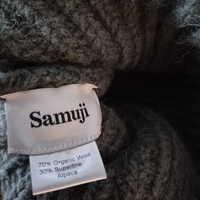 Samuji
70% Organic Wool
30% Superfine
Alpaca